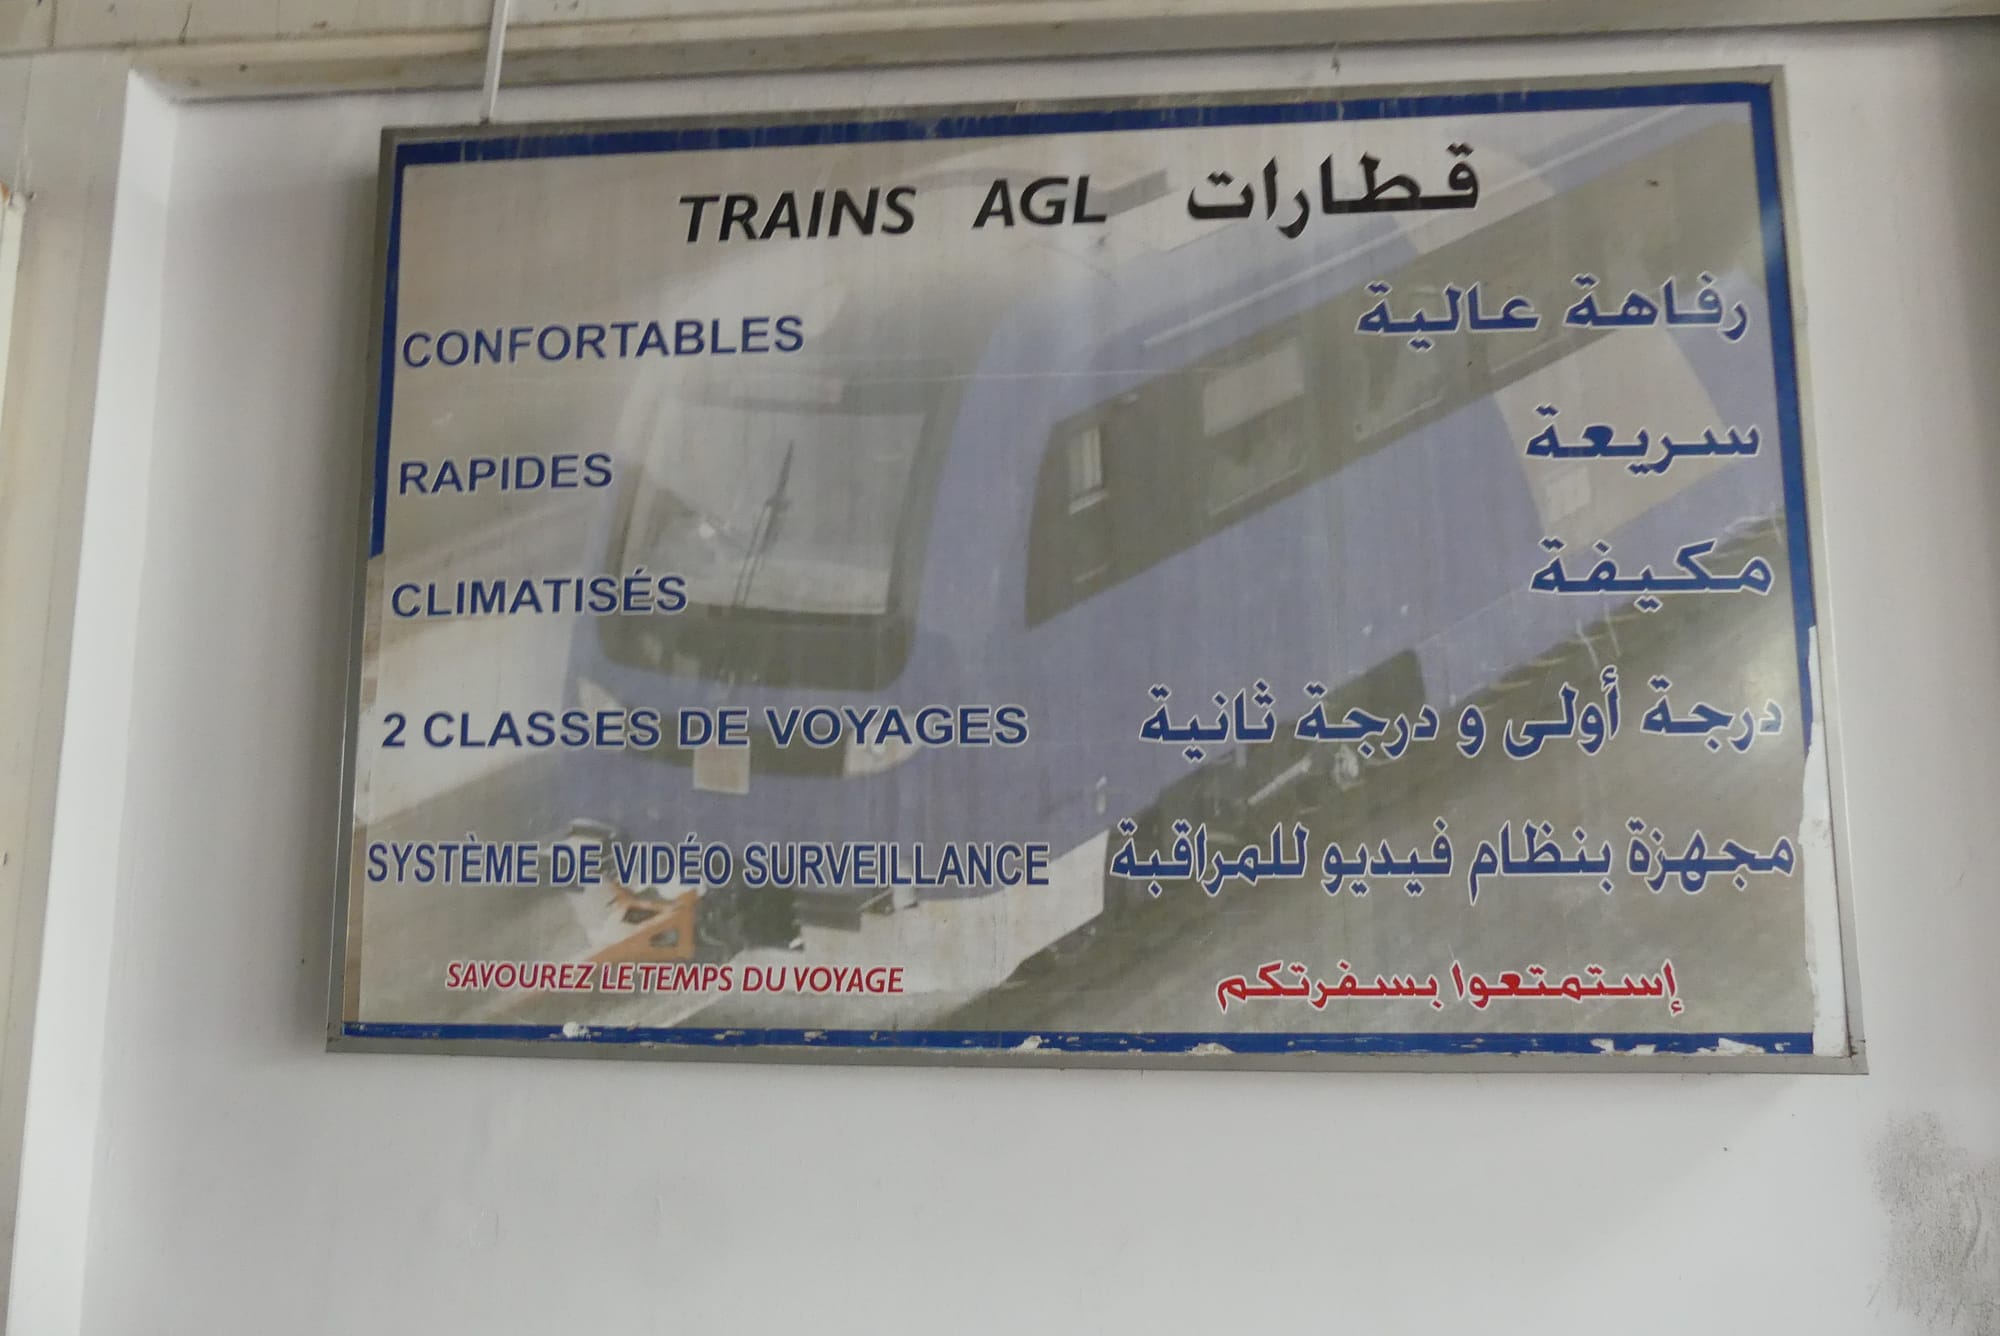 TRAINS AGL قطارات
CONFORTABLES رفاهة عالية
RAPIDES سريعة
CLIMATISÉS مكيفة
2 CLASSES DE VOYAGES درجة أولى و درجة ثانية
SYSTÈME DE VIDÉO SURVEILLANCE مجهزة بنظام فيديو للمراقبة
SAVOUREZ LE TEMPS DU VOYAGE إستمتعوا بسفرتكم